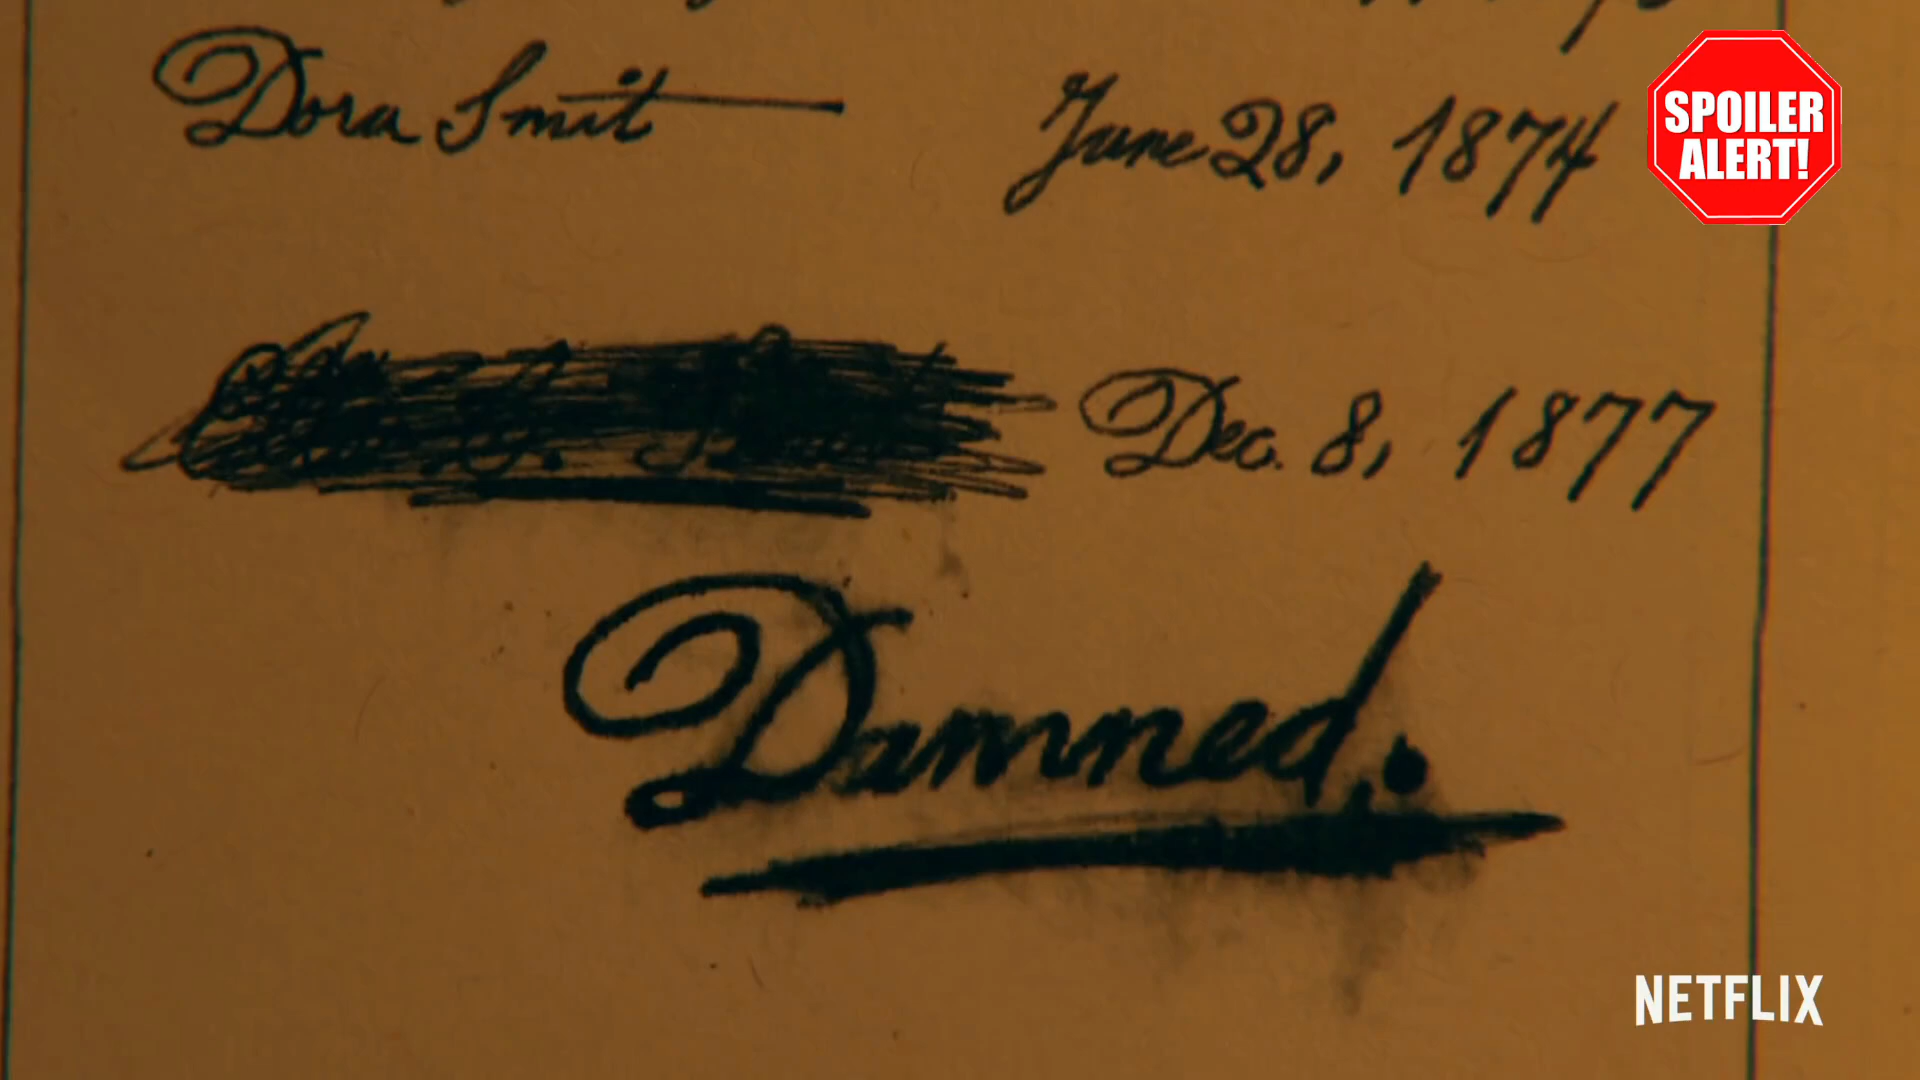 Dora Smit
June 28, 1874
SPOILER
ALERT!
Dec. 8, 1877
Damned.
NETFLIX